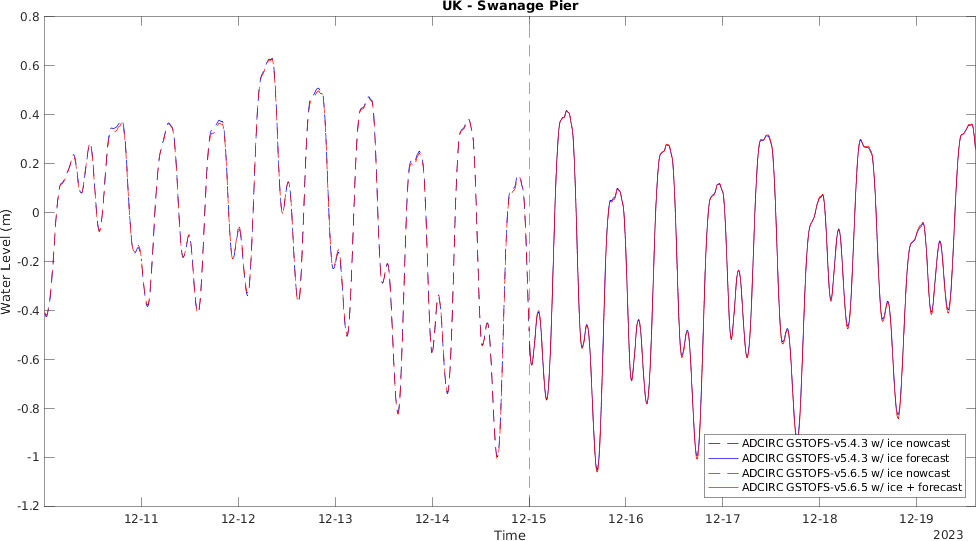 UK - Swanage Pier
0.8
0.6
0.4
0.2
0
-0.2
-0.4
-0.6
-0.8
-1
-1.2
Water Level (m)
12-11 12-12 12-13 12-14 12-15 12-16 12-17 12-18 12-19
Time
2023
ADCIRC GSTOFS-v5.4.3 w/ ice nowcast
ADCIRC GSTOFS-v5.4.3 w/ ice forecast
ADCIRC GSTOFS-v5.6.5 w/ ice nowcast
ADCIRC GSTOFS-v5.6.5 w/ ice + forecast